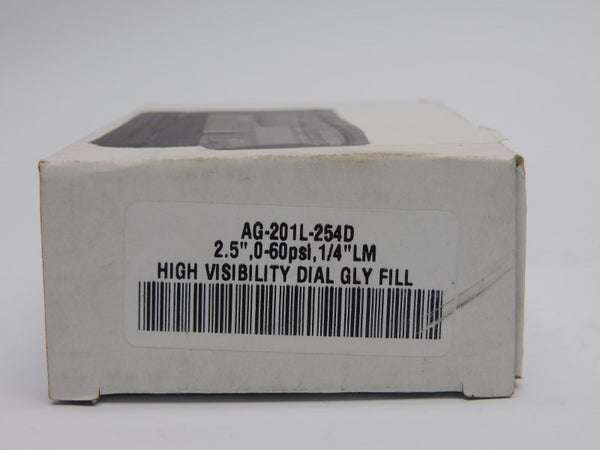 AG-201L-254D
2.5",0-60psi,1/4"LM
HIGH VISIBILITY DIAL GLY FILL